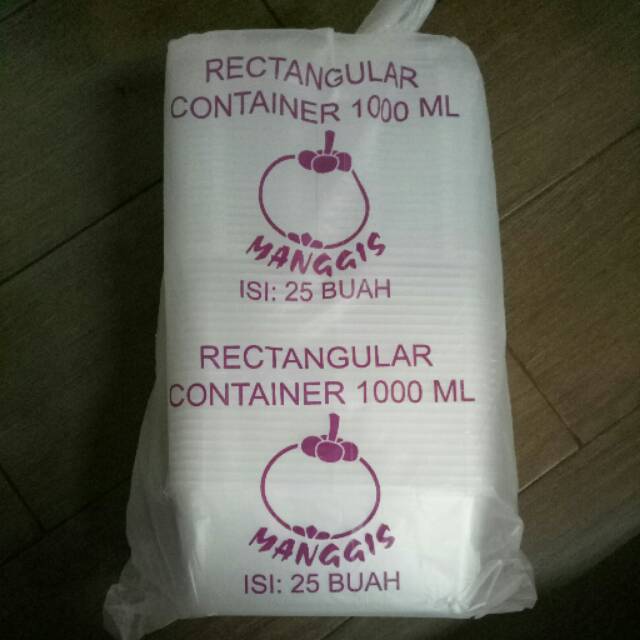 RECTANGULAR
CONTAINER 1000 ML
MANGGIS
ISI: 25 BUAH
RECTANGULAR
CONTAINER 1000 ML
MANGGIS
ISI: 25 BUAH